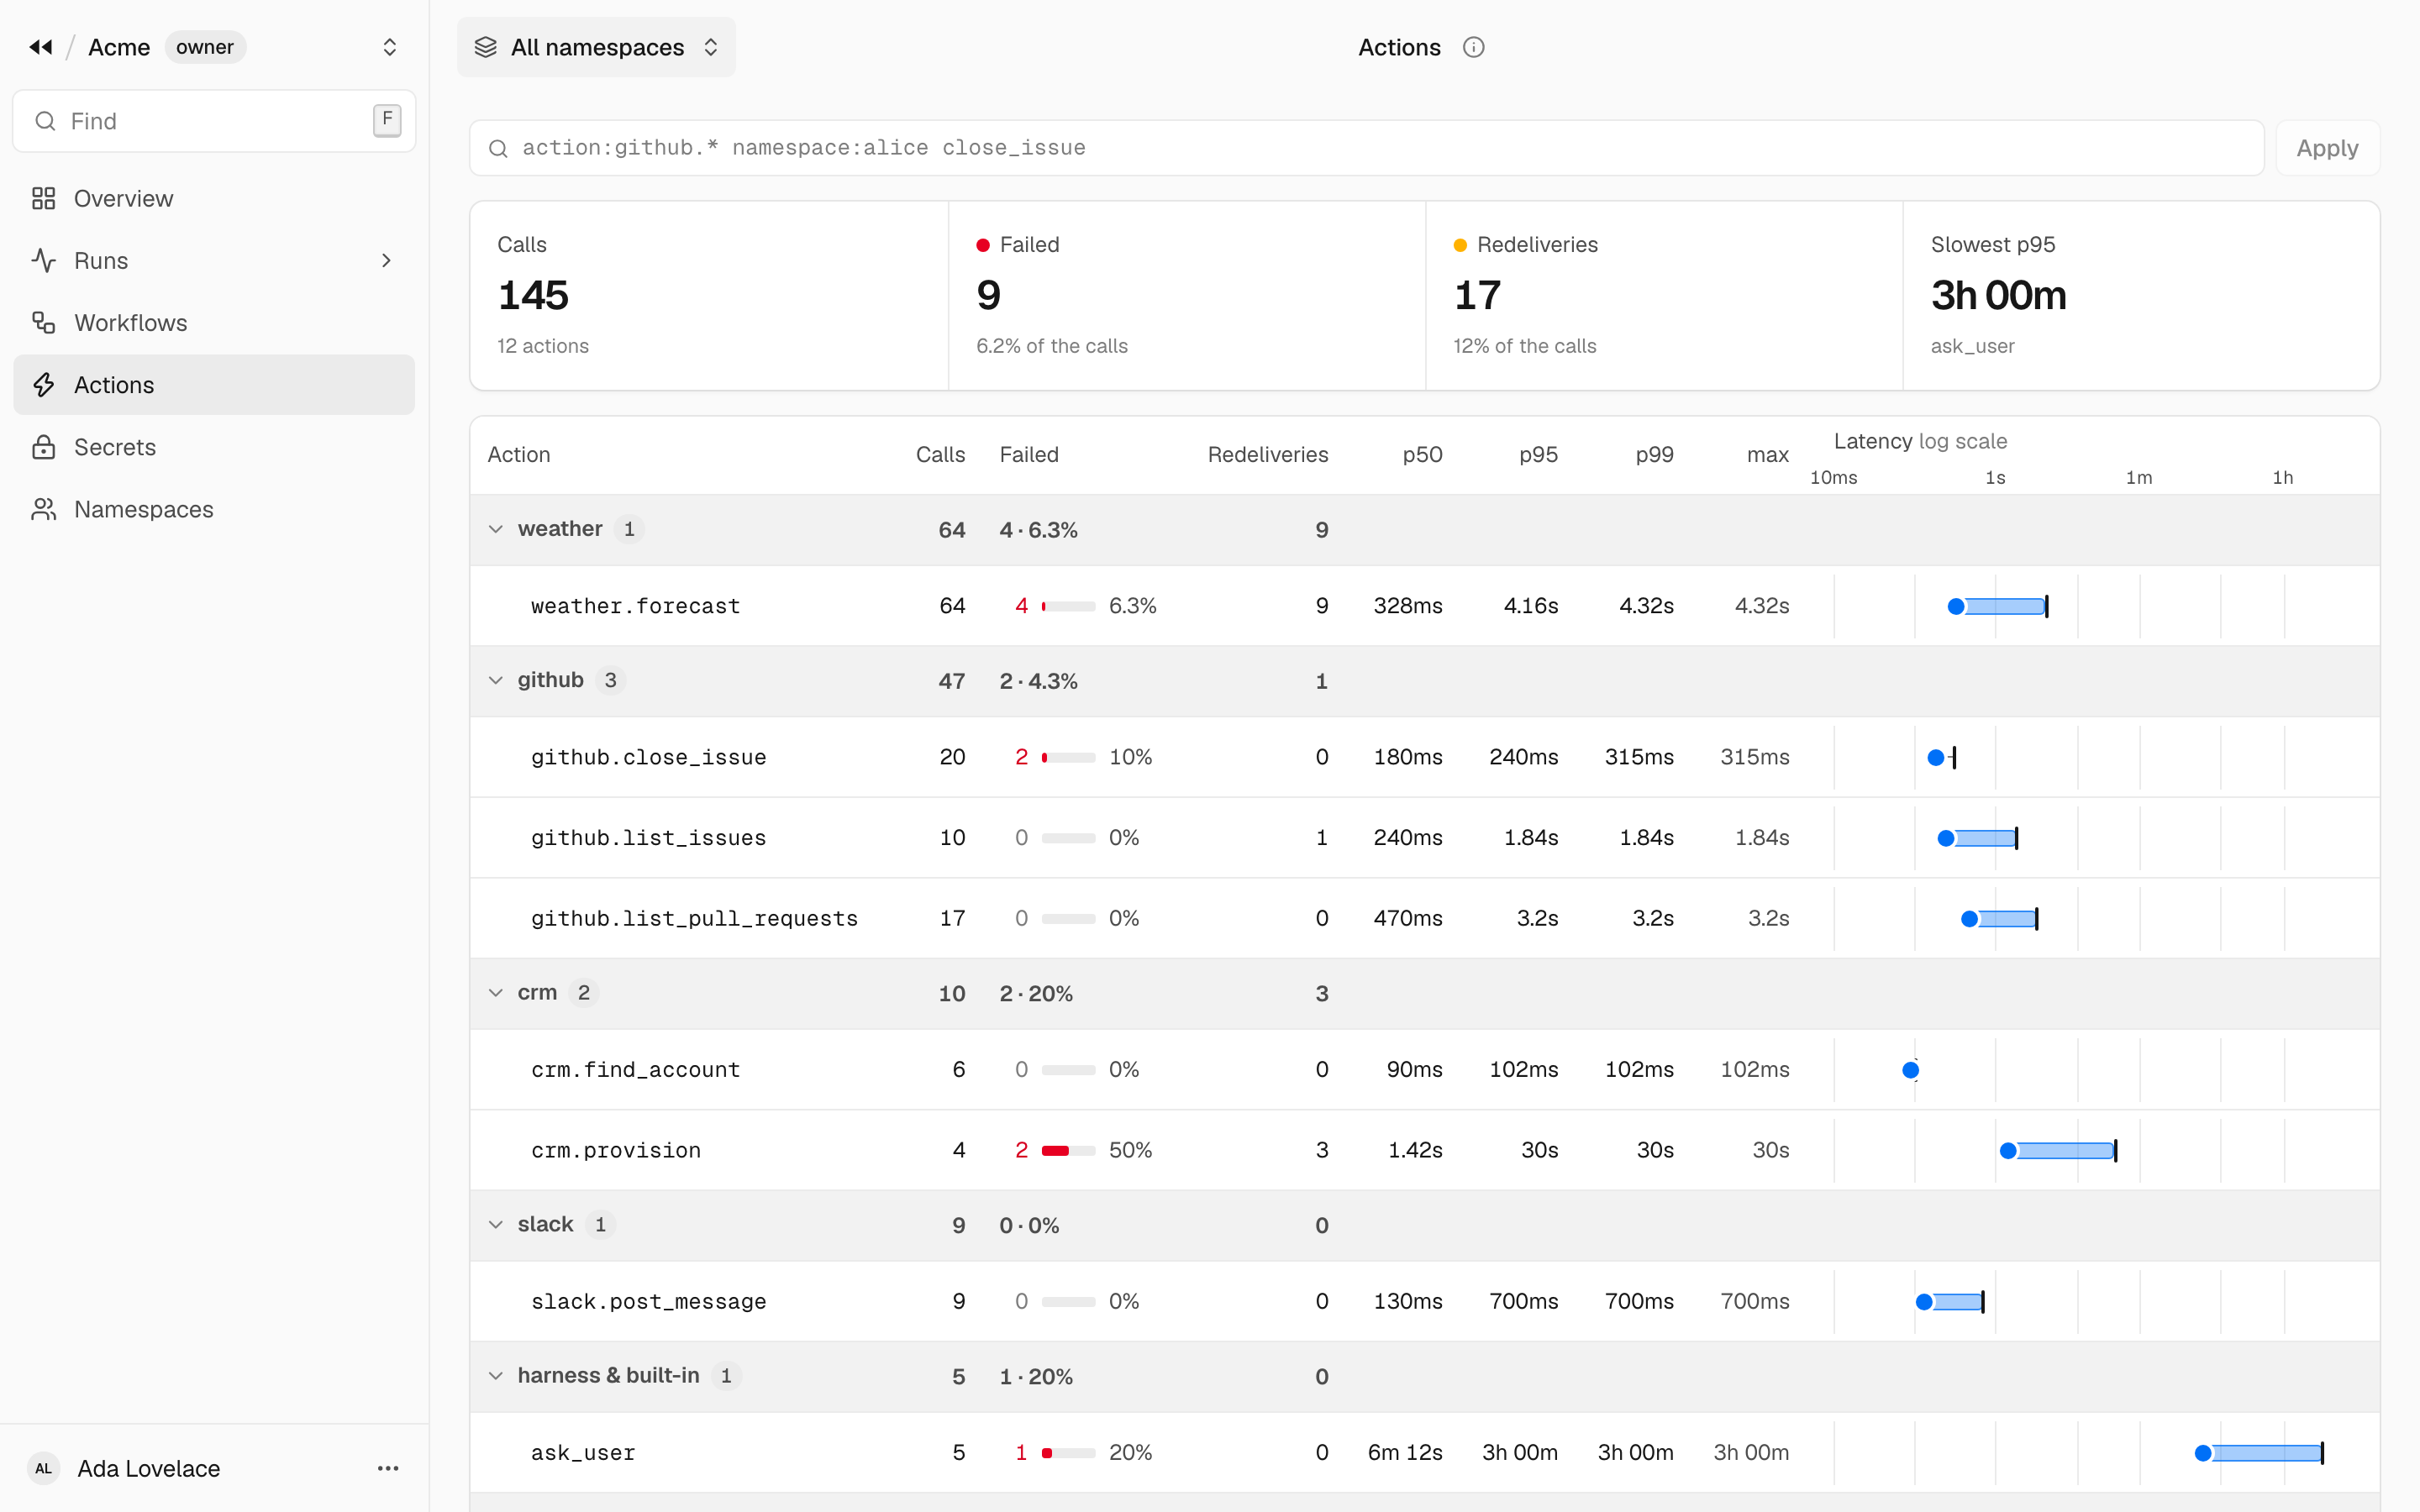 / Acme owner
Find F
Overview
Runs
Workflows
Actions
Secrets
Namespaces
AL Ada Lovelace
All namespaces
Actions
action:github.* namespace:alice close_issue
Apply
Calls
145
12 actions
Failed
9
6.2% of the calls
Redeliveries
17
12% of the calls
Slowest p95
3h 00m
ask_user
Action Calls Failed Redeliveries p50 p95 p99 max Latency log scale
10ms 1s 1m 1h
weather 1 64 4 · 6.3% 9
weather.forecast 64 4 6.3% 9 328ms 4.16s 4.32s 4.32s
github 3 47 2 · 4.3% 1
github.close_issue 20 2 10% 0 180ms 240ms 315ms 315ms
github.list_issues 10 0 0% 1 240ms 1.84s 1.84s 1.84s
github.list_pull_requests 17 0 0% 0 470ms 3.2s 3.2s 3.2s
crm 2 10 2 · 20% 3
crm.find_account 6 0 0% 0 90ms 102ms 102ms 102ms
crm.provision 4 2 50% 3 1.42s 30s 30s 30s
slack 1 9 0 · 0% 0
slack.post_message 9 0 0% 0 130ms 700ms 700ms 700ms
harness & built-in 1 5 1 · 20% 0
ask_user 5 1 20% 0 6m 12s 3h 00m 3h 00m 3h 00m